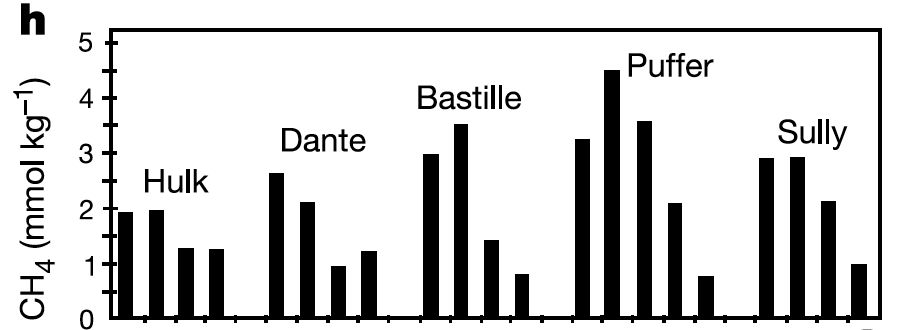 h
CH₄ (mmol kg⁻¹)
5
4
3
2
1
0
Hulk
Dante
Bastille
Puffer
Sully